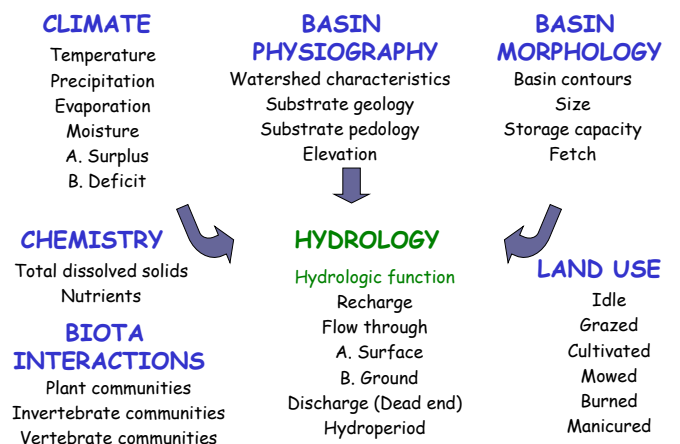 CLIMATE
Temperature
Precipitation
Evaporation
Moisture
A. Surplus
B. Deficit
BASIN
PHYSIOGRAPHY
Watershed characteristics
Substrate geology
Substrate pedology
Elevation
BASIN
MORPHOLOGY
Basin contours
Size
Storage capacity
Fetch
CHEMISTRY
Total dissolved solids
Nutrients
BIOTA
INTERACTIONS
Plant communities
Invertebrate communities
Vertebrate communities
HYDROLOGY
Hydrologic function
Recharge
Flow through
A. Surface
B. Ground
Discharge (Dead end)
Hydroperiod
LAND USE
Idle
Grazed
Cultivated
Mowed
Burned
Manicured